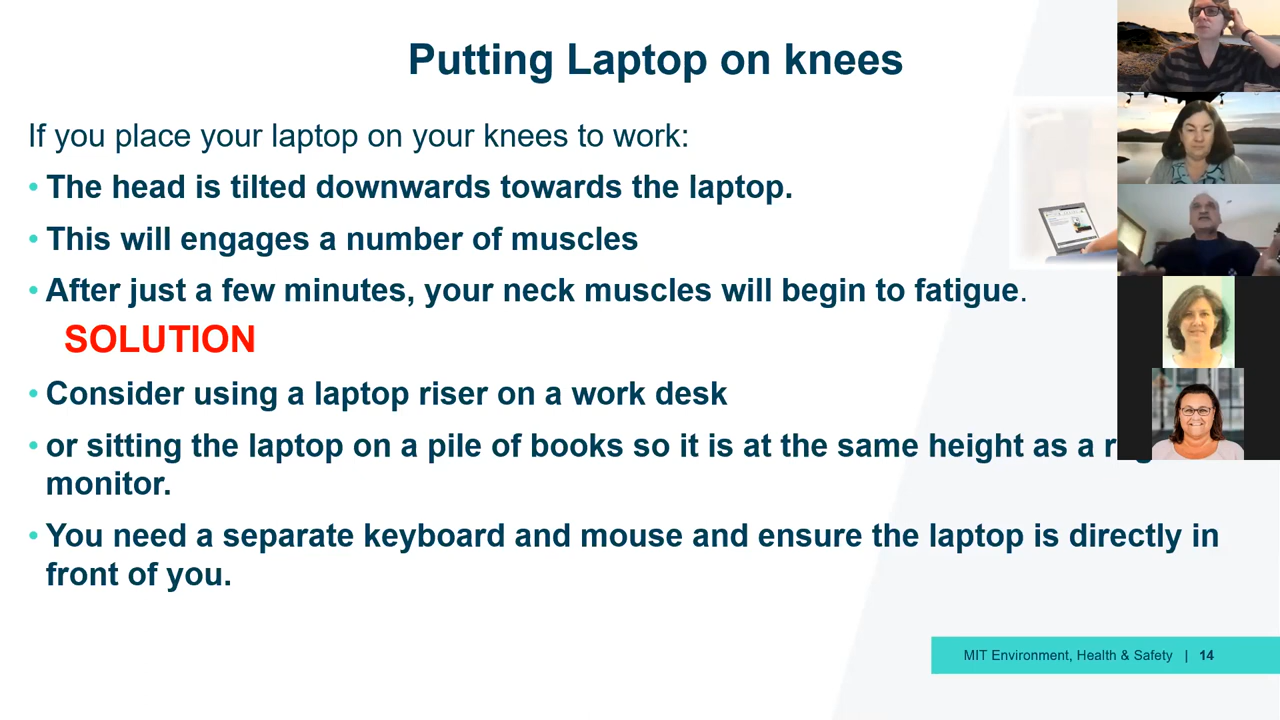 Putting Laptop on knees
If you place your laptop on your knees to work:
• The head is tilted downwards towards the laptop.
• This will engages a number of muscles
• After just a few minutes, your neck muscles will begin to fatigue.
SOLUTION
• Consider using a laptop riser on a work desk
• or sitting the laptop on a pile of books so it is at the same height as a
monitor.
• You need a separate keyboard and mouse and ensure the laptop is directly in
front of you.
MIT Environment, Health & Safety | 14